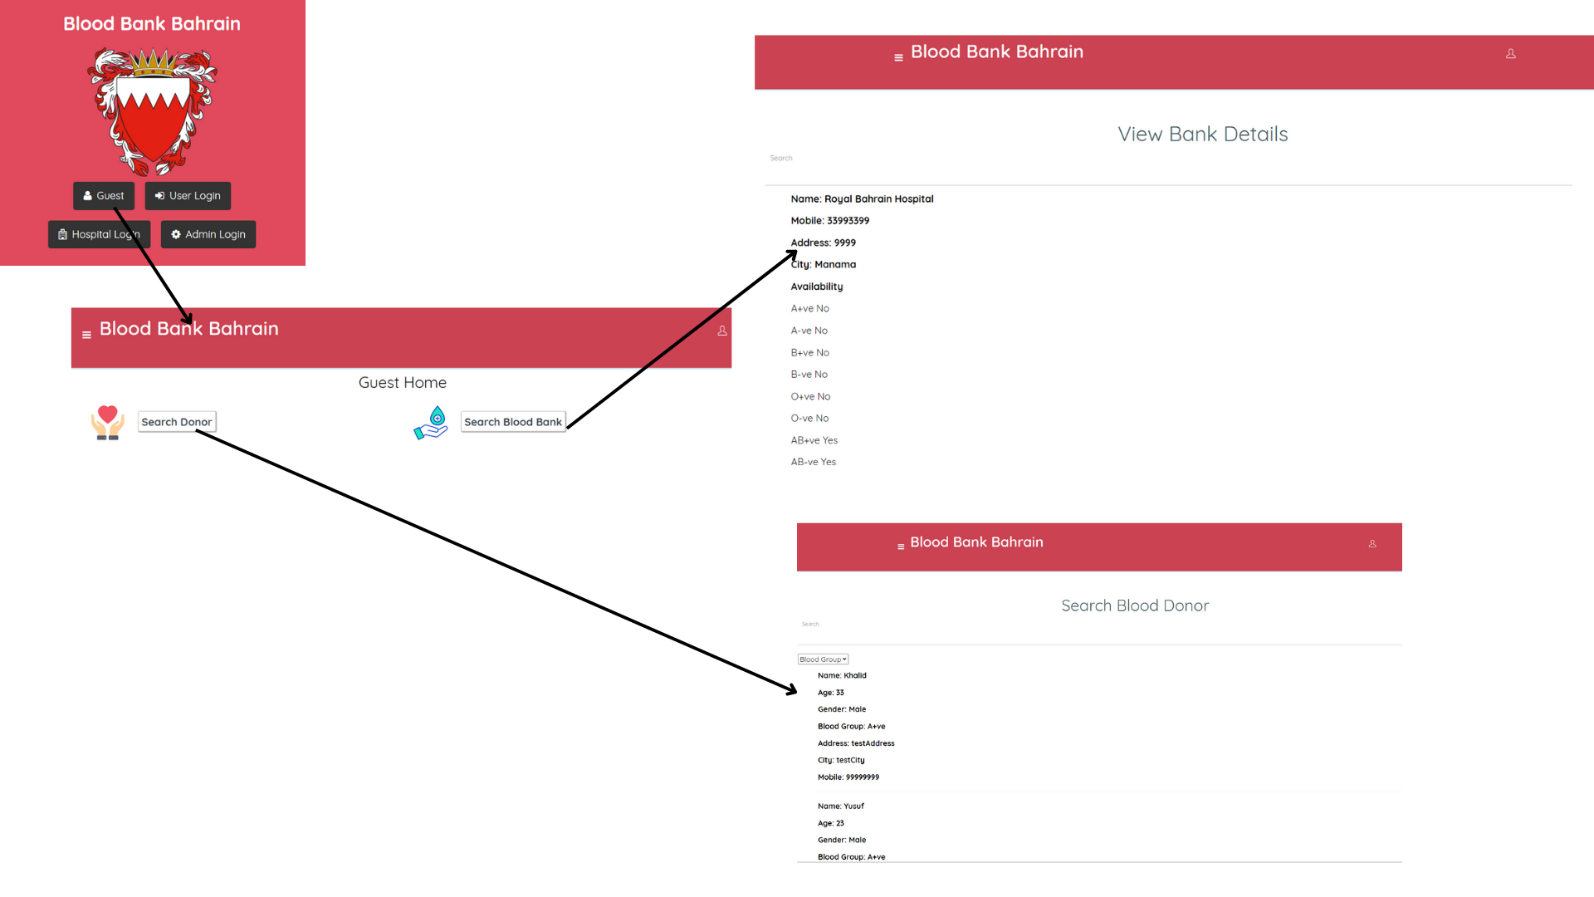 Blood Bank Bahrain
Guest
User Login
Hospital Login
Admin Login
Blood Bank Bahrain
Guest Home
Search Donor
Search Blood Bank
Blood Bank Bahrain
View Bank Details
Search
Name: Royal Bahrain Hospital
Mobile: 33993399
Address: 9999
City: Manama
Availability
A+ve No
A-ve No
B+ve No
B-ve No
O+ve No
O-ve No
AB+ve Yes
AB-ve Yes
Blood Bank Bahrain
Search Blood Donor
Search
Blood Group
Name: Khalid
Age: 33
Gender: Male
Blood Group: A+ve
Address: testAddress
City: testCity
Mobile: 99999999
Name: Yusuf
Age: 23
Gender: Male
Blood Group: A+ve